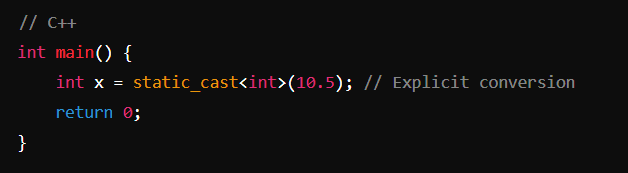 // C++
int main() {
    int x = static_cast<int>(10.5); // Explicit conversion
    return 0;
}